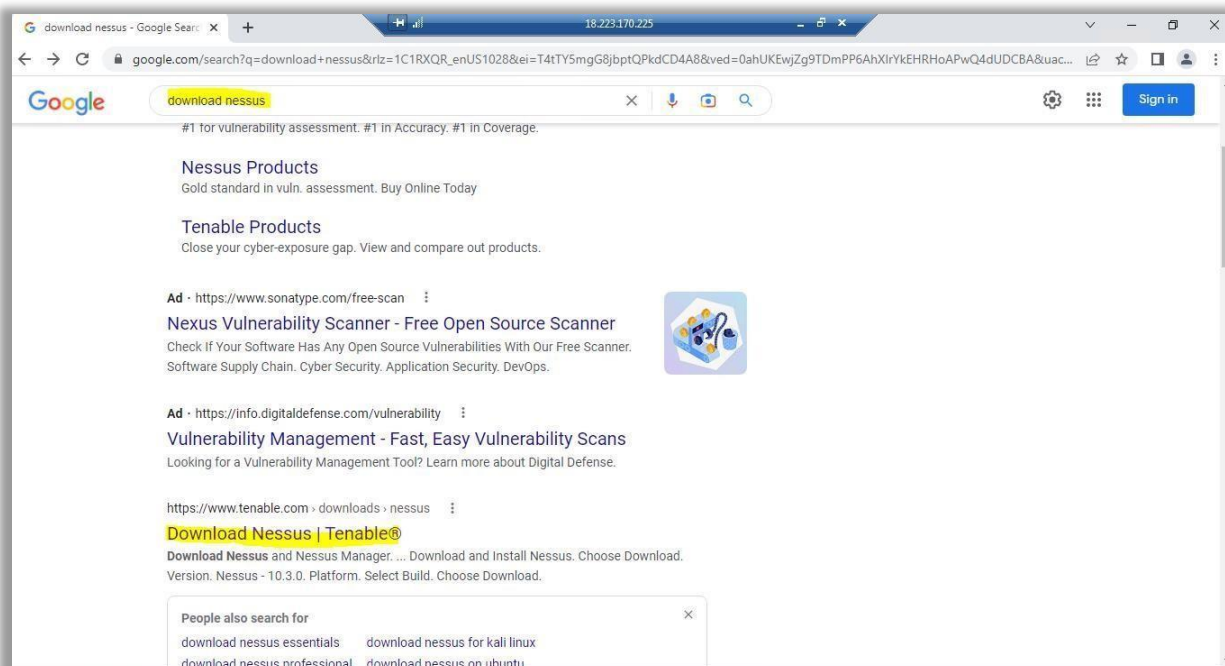 download nessus - Google Searc
18.223.170.225
google.com/search?q=download+nessus&rlz=1C1RXQR_enUS1028&ei=T4tTY5mgG8jbptQPkdCD4A8&ved=0ahUKEwjZg9TDmPP6AhXIrYkEHRHoAPwQ4dUDCBA&uac...
Google
download nessus
Sign in
#1 for vulnerability assessment. #1 in Accuracy. #1 in Coverage.
Nessus Products
Gold standard in vuln. assessment. Buy Online Today
Tenable Products
Close your cyber-exposure gap. View and compare out products.
Ad · https://www.sonatype.com/free-scan
Nexus Vulnerability Scanner - Free Open Source Scanner
Check If Your Software Has Any Open Source Vulnerabilities With Our Free Scanner.
Software Supply Chain. Cyber Security. Application Security. DevOps.
Ad · https://info.digitaldefense.com/vulnerability
Vulnerability Management - Fast, Easy Vulnerability Scans
Looking for a Vulnerability Management Tool? Learn more about Digital Defense.
https://www.tenable.com › downloads › nessus
Download Nessus | Tenable®
Download Nessus and Nessus Manager. ... Download and Install Nessus. Choose Download.
Version. Nessus - 10.3.0. Platform. Select Build. Choose Download.
People also search for
download nessus essentials download nessus for kali linux
download nessus professional download nessus on ubuntu